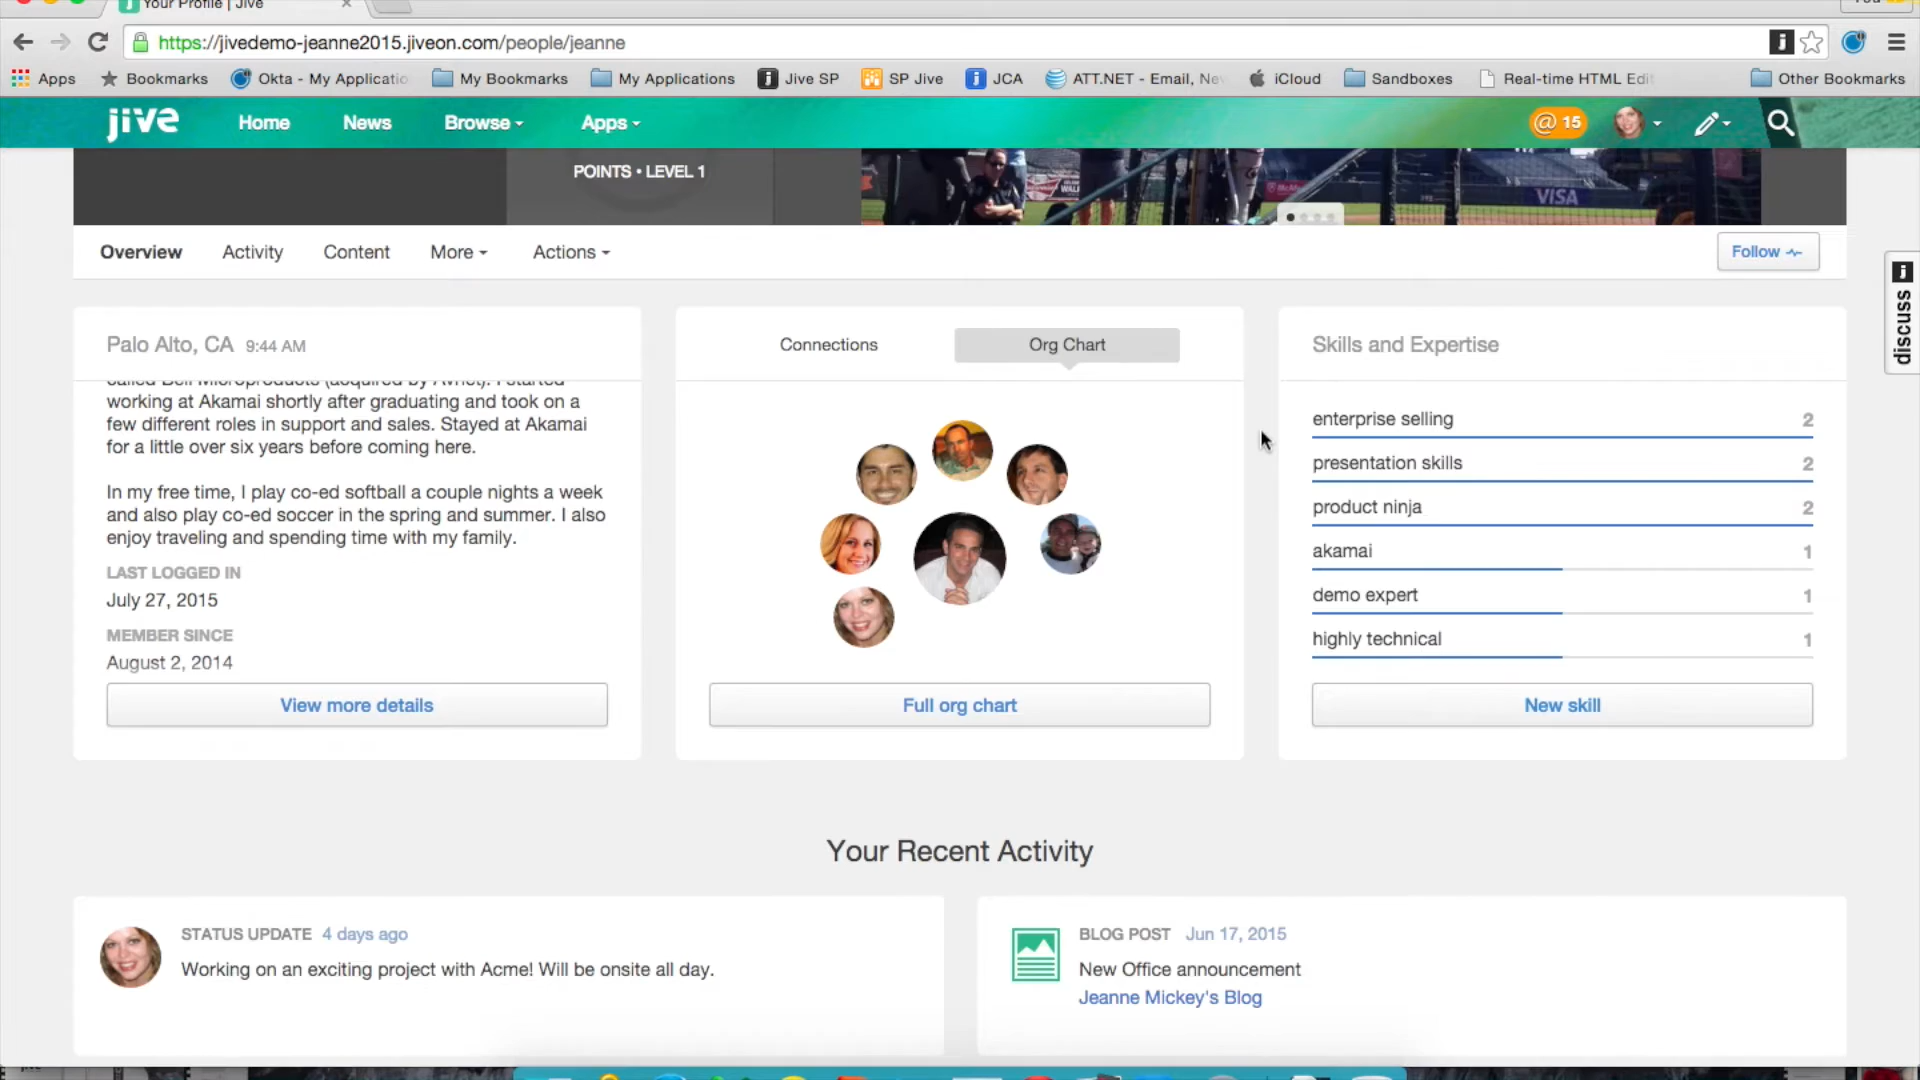 Your Profile | Jive
https://jivedemo-jeanne2015.jiveon.com/people/jeanne
Apps Bookmarks Okta - My Applicatio My Bookmarks My Applications Jive SP SP Jive JCA ATT.NET - Email, Ne iCloud Sandboxes Real-time HTML Edit Other Bookmarks
jive Home News Browse Apps @ 15
POINTS • LEVEL 1
VISA
Overview Activity Content More Actions Follow
j discuss
Palo Alto, CA 9:44 AM
called Bell Microproducts (acquired by Avnet). I started
working at Akamai shortly after graduating and took on a
few different roles in support and sales. Stayed at Akamai
for a little over six years before coming here.
In my free time, I play co-ed softball a couple nights a week
and also play co-ed soccer in the spring and summer. I also
enjoy traveling and spending time with my family.
LAST LOGGED IN
July 27, 2015
MEMBER SINCE
August 2, 2014
View more details
Connections Org Chart
Full org chart
Skills and Expertise
enterprise selling 2
presentation skills 2
product ninja 2
akamai 1
demo expert 1
highly technical 1
New skill
Your Recent Activity
STATUS UPDATE 4 days ago
Working on an exciting project with Acme! Will be onsite all day.
BLOG POST Jun 17, 2015
New Office announcement
Jeanne Mickey's Blog